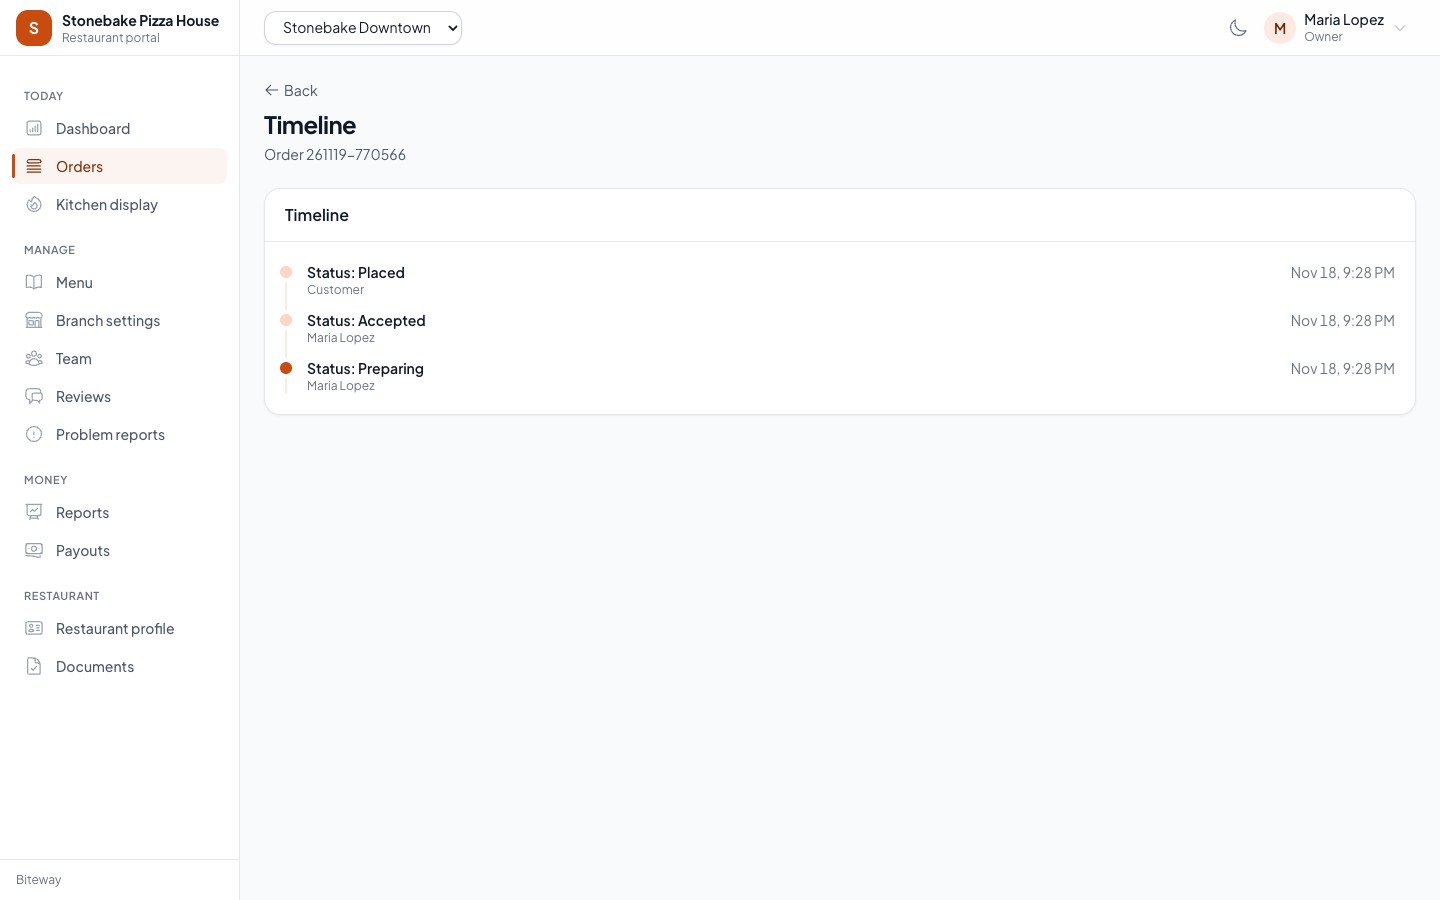 S
Stonebake Pizza House
Restaurant portal
Stonebake Downtown
M
Maria Lopez
Owner
TODAY
Dashboard
Orders
Kitchen display
MANAGE
Menu
Branch settings
Team
Reviews
Problem reports
MONEY
Reports
Payouts
RESTAURANT
Restaurant profile
Documents
Biteway
Back
Timeline
Order 261119-770566
Timeline
Status: Placed
Nov 18, 9:28 PM
Customer
Status: Accepted
Nov 18, 9:28 PM
Maria Lopez
Status: Preparing
Nov 18, 9:28 PM
Maria Lopez